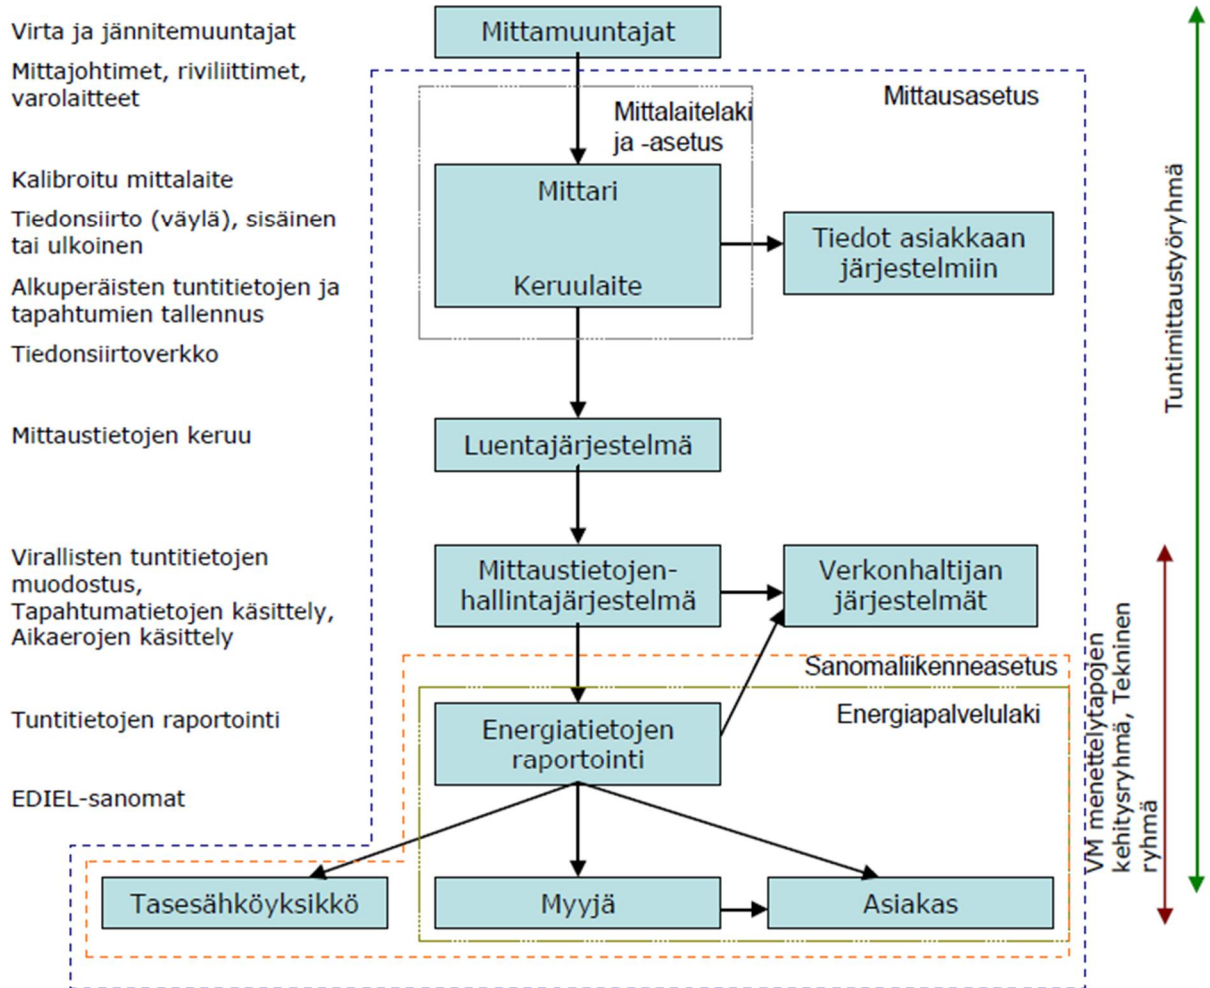 Virta ja jännitemuuntajat
Mittamuuntajat
Mittajohtimet, riviliittimet,
varolaitteet
Mittausasetus
Mittalaitelaki
ja -asetus
Kalibroitu mittalaite
Mittari
Tiedonsiirto (väylä), sisäinen
tai ulkoinen
Tiedot asiakkaan
järjestelmiin
Alkuperäisten tuntitietojen ja
tapahtumien tallennus
Keruulaite
Tiedonsiirtoverkko
Tuntimittaustyöryhmä
Mittaustietojen keruu
Luentajärjestelmä
Virallisten tuntitietojen
muodostus,
Tapahtumatietojen käsittely,
Aikaerojen käsittely
Mittaustietojen-
hallintajärjestelmä
Verkonhaltijan
järjestelmät
VM menettelytapojen
kehitysryhmä, Tekninen
ryhmä
Sanomaliikenneasetus
Energiapalvelulaki
Tuntitietojen raportointi
Energiatietojen
raportointi
EDIEL-sanomat
Tasesähköyksikkö
Myyjä
Asiakas